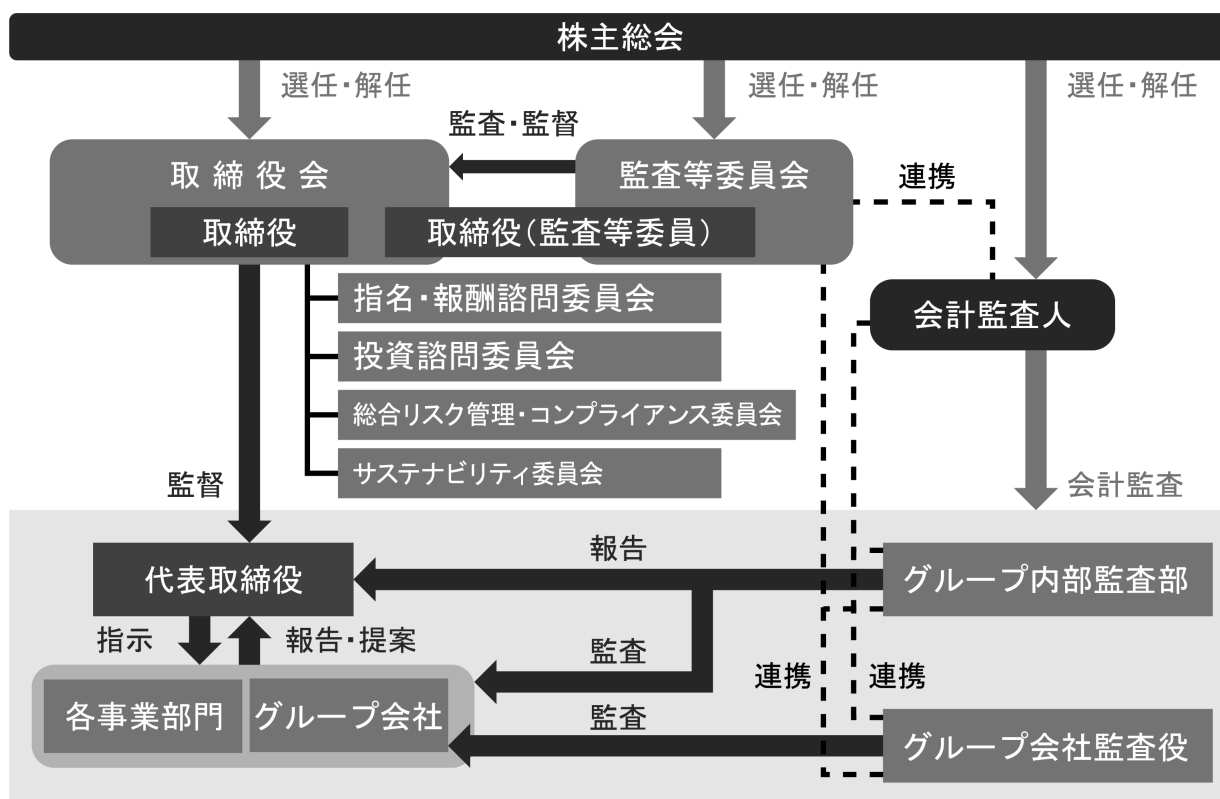 株主総会
選任・解任
選任・解任
選任・解任
監査・監督
取締役会
監査等委員会
連携
取締役
取締役(監査等委員)
指名・報酬諮問委員会
会計監査人
投資諮問委員会
総合リスク管理・コンプライアンス委員会
サステナビリティ委員会
監督
会計監査
報告
代表取締役
グループ内部監査部
指示
報告・提案
監査
連携
連携
各事業部門
グループ会社
監査
グループ会社監査役